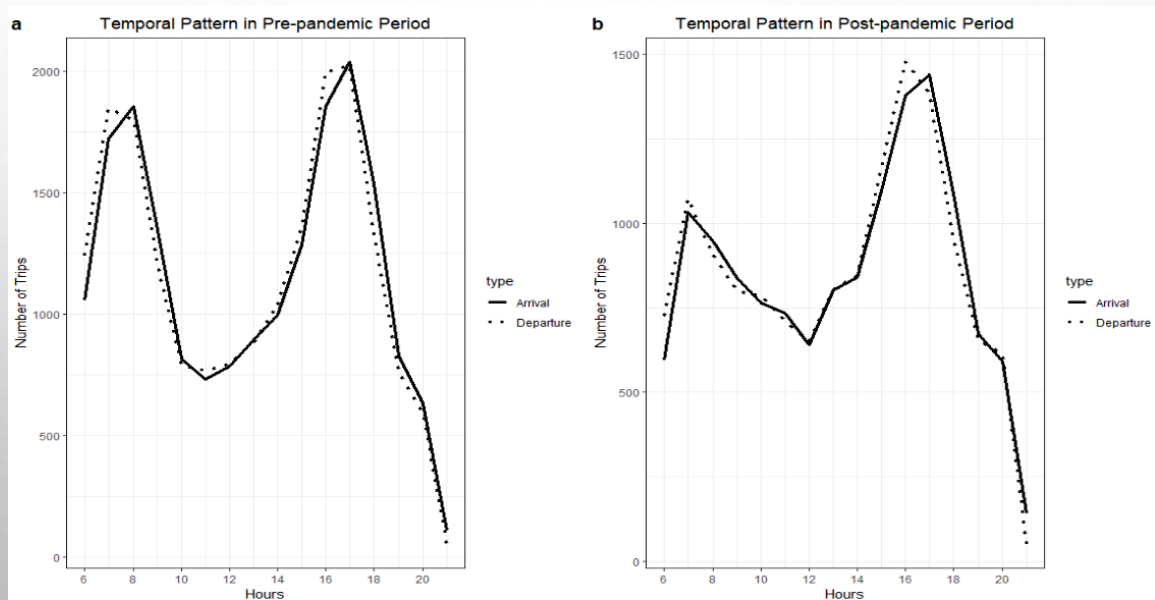 a Temporal Pattern in Pre-pandemic Period
Number of Trips
2000
1500
1000
500
0
6 8 10 12 14 16 18 20
Hours
type
Arrival
Departure
b Temporal Pattern in Post-pandemic Period
Number of Trips
1500
1000
500
0
6 8 10 12 14 16 18 20
Hours
type
Arrival
Departure